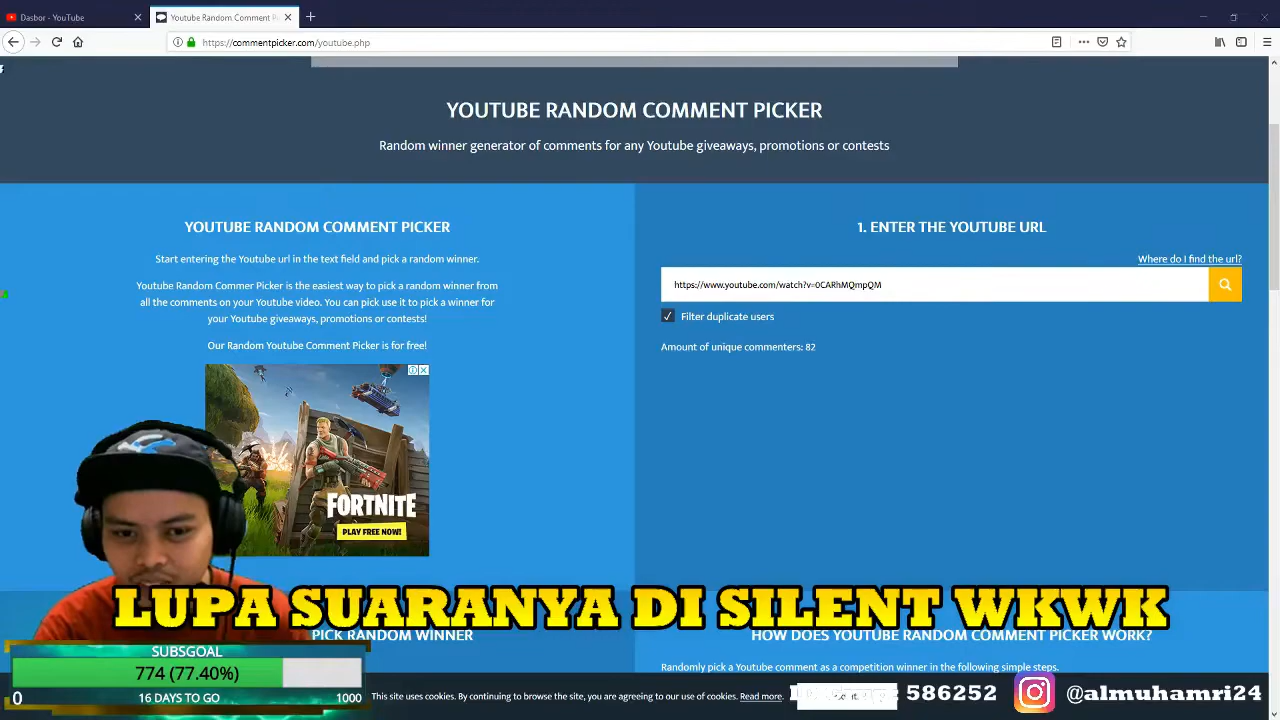 Dasbor - YouTube
Youtube Random Comment P
https://commentpicker.com/youtube.php
YOUTUBE RANDOM COMMENT PICKER
Random winner generator of comments for any Youtube giveaways, promotions or contests
YOUTUBE RANDOM COMMENT PICKER
Start entering the Youtube url in the text field and pick a random winner.
Youtube Random Commer Picker is the easiest way to pick a random winner from
all the comments on your Youtube video. You can pick use it to pick a winner for
your Youtube giveaways, promotions or contests!
Our Random Youtube Comment Picker is for free!
FORTNITE
PLAY FREE NOW!
1. ENTER THE YOUTUBE URL
Where do I find the url?
https://www.youtube.com/watch?v=0CARhMQmpQM
Filter duplicate users
Amount of unique commenters: 82
LUPA SUARANYA DI SILENT WKWK
PICK RANDOM WINNER
HOW DOES YOUTUBE RANDOM COMMENT PICKER WORK?
Randomly pick a Youtube comment as a competition winner in the following simple steps.
SUBSGOAL
774 (77.40%)
0
16 DAYS TO GO
1000
This site uses cookies. By continuing to browse the site, you are agreeing to our use of cookies. Read more.
586252
@almuhamri24